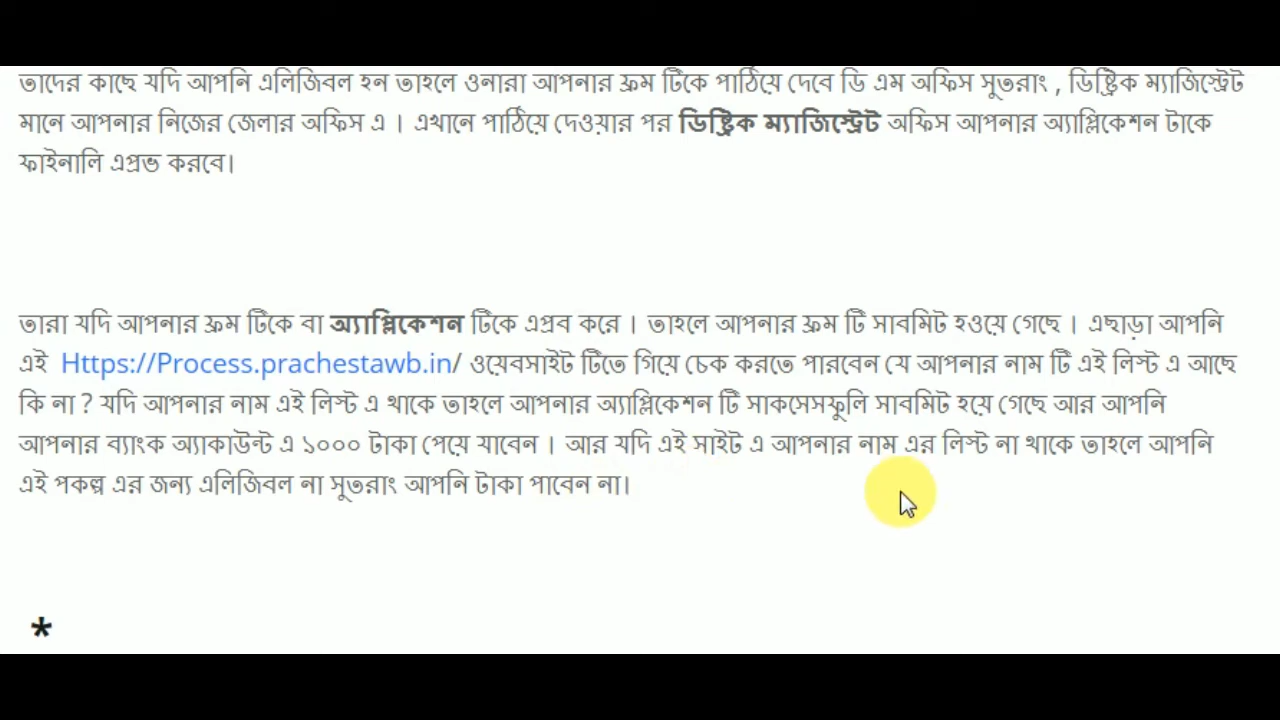 তাদের কাছে যদি আপনি এলিজিবল হন তাহলে ওনারা আপনার ফ্রম টিকে পাঠিয়ে দেবে ডি এম অফিস সুতরাং , ডিষ্ট্রিক ম্যাজিস্ট্রেট
মানে আপনার নিজের জেলার অফিস এ । এখানে পাঠিয়ে দেওয়ার পর ডিষ্ট্রিক ম্যাজিস্ট্রেট অফিস আপনার অ্যাপ্লিকেশন টাকে
ফাইনালি এপ্রভ করবে।
তারা যদি আপনার ফ্রম টিকে বা অ্যাপ্লিকেশন টিকে এপ্রব করে । তাহলে আপনার ফ্রম টি সাবমিট হওয়ে গেছে । এছাড়া আপনি
এই Https://Process.prachestawb.in/ ওয়েবসাইট টিতে গিয়ে চেক করতে পারবেন যে আপনার নাম টি এই লিস্ট এ আছে
কি না ? যদি আপনার নাম এই লিস্ট এ থাকে তাহলে আপনার অ্যাপ্লিকেশন টি সাকসেসফুলি সাবমিট হয়ে গেছে আর আপনি
আপনার ব্যাংক অ্যাকাউন্ট এ ১০০০ টাকা পেয়ে যাবেন । আর যদি এই সাইট এ আপনার নাম এর লিস্ট না থাকে তাহলে আপনি
এই পকল্প এর জন্য এলিজিবল না সুতরাং আপনি টাকা পাবেন না।
*